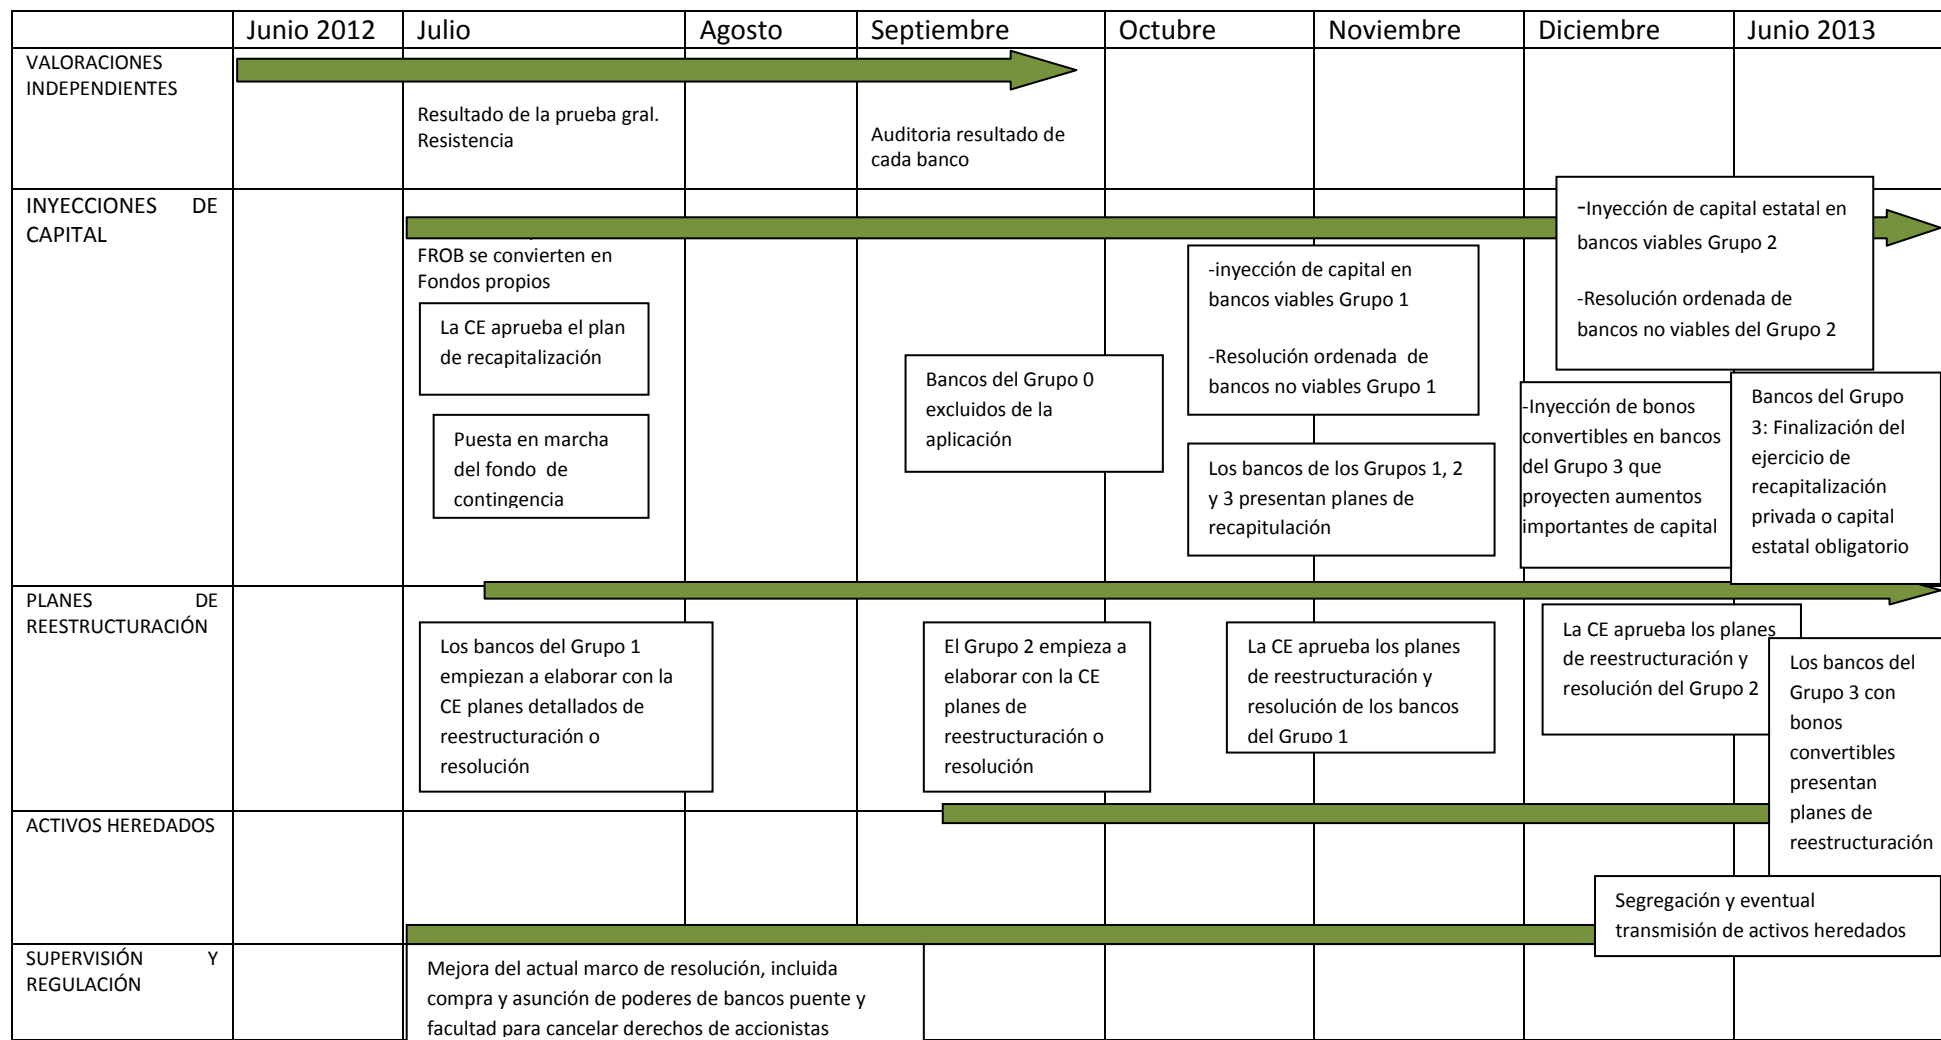 Junio 2012 Julio Agosto Septiembre Octubre Noviembre Diciembre Junio 2013
VALORACIONES
INDEPENDIENTES
Resultado de la prueba gral.
Resistencia
Auditoria resultado de
cada banco
INYECCIONES DE
CAPITAL
FROB se convierten en
Fondos propios
La CE aprueba el plan
de recapitalización
Puesta en marcha
del fondo de
contingencia
Bancos del Grupo 0
excluidos de la
aplicación
-inyección de capital en
bancos viables Grupo 1
-Resolución ordenada de
bancos no viables Grupo 1
Los bancos de los Grupos 1, 2
y 3 presentan planes de
recapitulación
-Inyección de capital estatal en
bancos viables Grupo 2
-Resolución ordenada de
bancos no viables del Grupo 2
-Inyección de bonos
convertibles en bancos
del Grupo 3 que
proyecten aumentos
importantes de capital
Bancos del Grupo
3: Finalización del
ejercicio de
recapitalización
privada o capital
estatal obligatorio
PLANES DE
REESTRUCTURACIÓN
Los bancos del Grupo 1
empiezan a elaborar con la
CE planes detallados de
reestructuración o
resolución
El Grupo 2 empieza a
elaborar con la CE
planes de
reestructuración o
resolución
La CE aprueba los planes
de reestructuración y
resolución de los bancos
del Grupo 1
La CE aprueba los planes
de reestructuración y
resolución del Grupo 2
Los bancos del
Grupo 3 con
bonos
convertibles
presentan
planes de
reestructuración
ACTIVOS HEREDADOS
Segregación y eventual
transmisión de activos heredados
SUPERVISIÓN Y
REGULACIÓN
Mejora del actual marco de resolución, incluida
compra y asunción de poderes de bancos puente y
facultad para cancelar derechos de accionistas